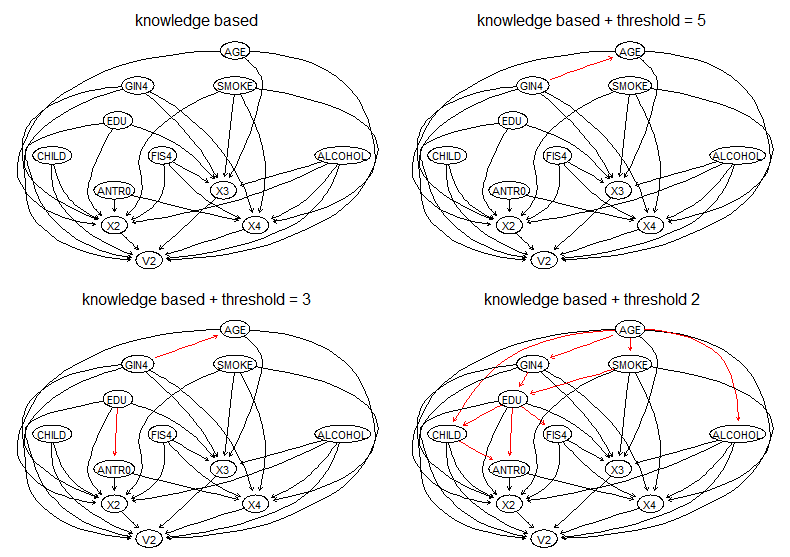 knowledge based
AGE
GIN4
SMOKE
EDU
CHILD
FIS4
ALCOHOL
ANTR0
X3
X2
X4
V2
knowledge based + threshold = 5
AGE
GIN4
SMOKE
EDU
CHILD
FIS4
ALCOHOL
ANTR0
X3
X2
X4
V2
knowledge based + threshold = 3
AGE
GIN4
SMOKE
EDU
CHILD
FIS4
ALCOHOL
ANTR0
X3
X2
X4
V2
knowledge based + threshold 2
AGE
GIN4
SMOKE
EDU
CHILD
FIS4
ALCOHOL
ANTR0
X3
X2
X4
V2